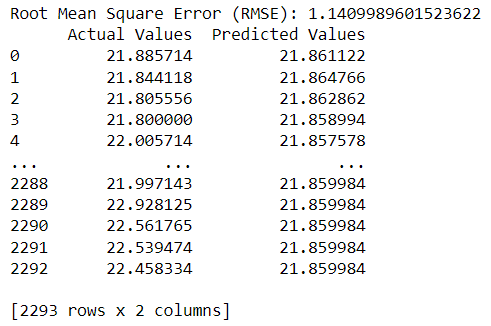 Root Mean Square Error (RMSE): 1.1409989601523622
Actual Values Predicted Values
0 21.885714 21.861122
1 21.844118 21.864766
2 21.805556 21.862862
3 21.800000 21.858994
4 22.005714 21.857578
... ... ...
2288 21.997143 21.859984
2289 22.928125 21.859984
2290 22.561765 21.859984
2291 22.539474 21.859984
2292 22.458334 21.859984
[2293 rows x 2 columns]